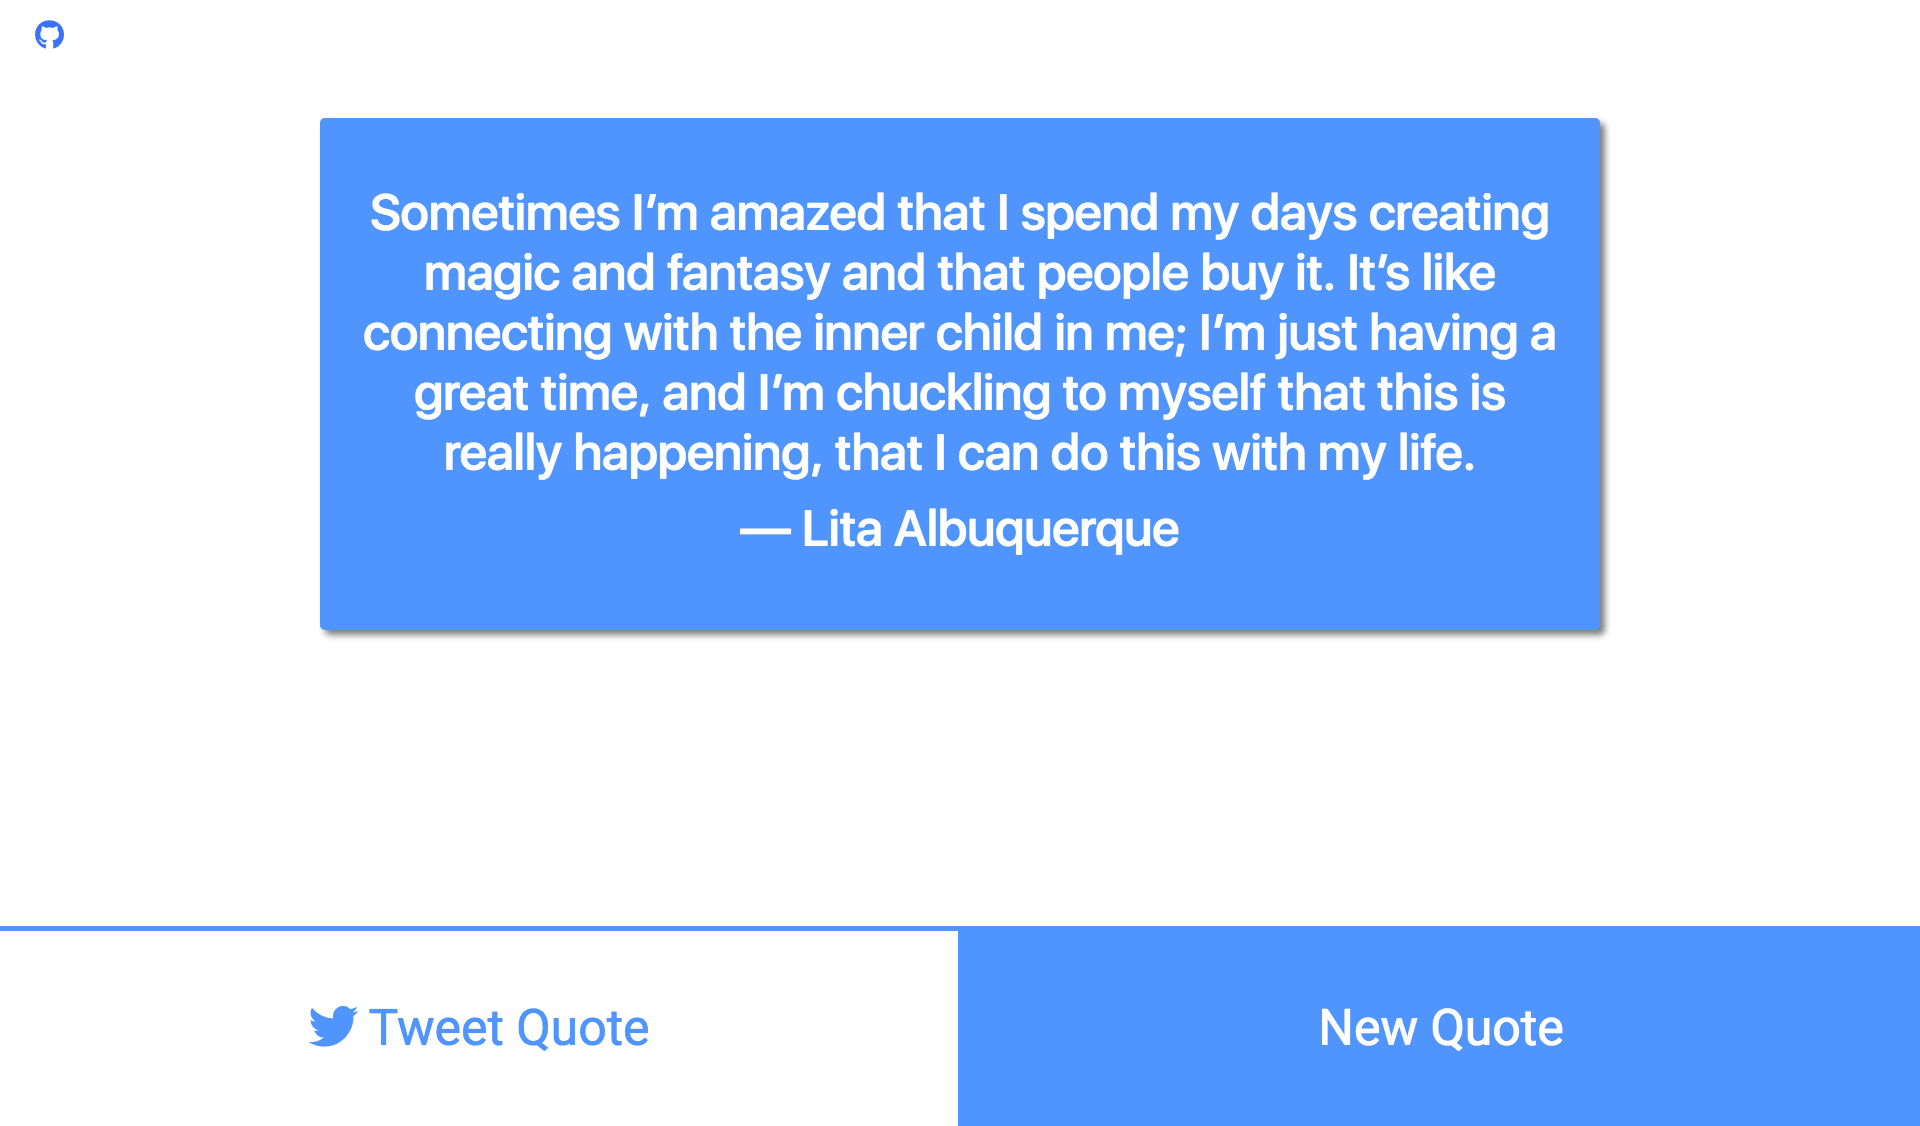 Sometimes I’m amazed that I spend my days creating
magic and fantasy and that people buy it. It’s like
connecting with the inner child in me; I’m just having a
great time, and I’m chuckling to myself that this is
really happening, that I can do this with my life.
— Lita Albuquerque
Tweet Quote
New Quote